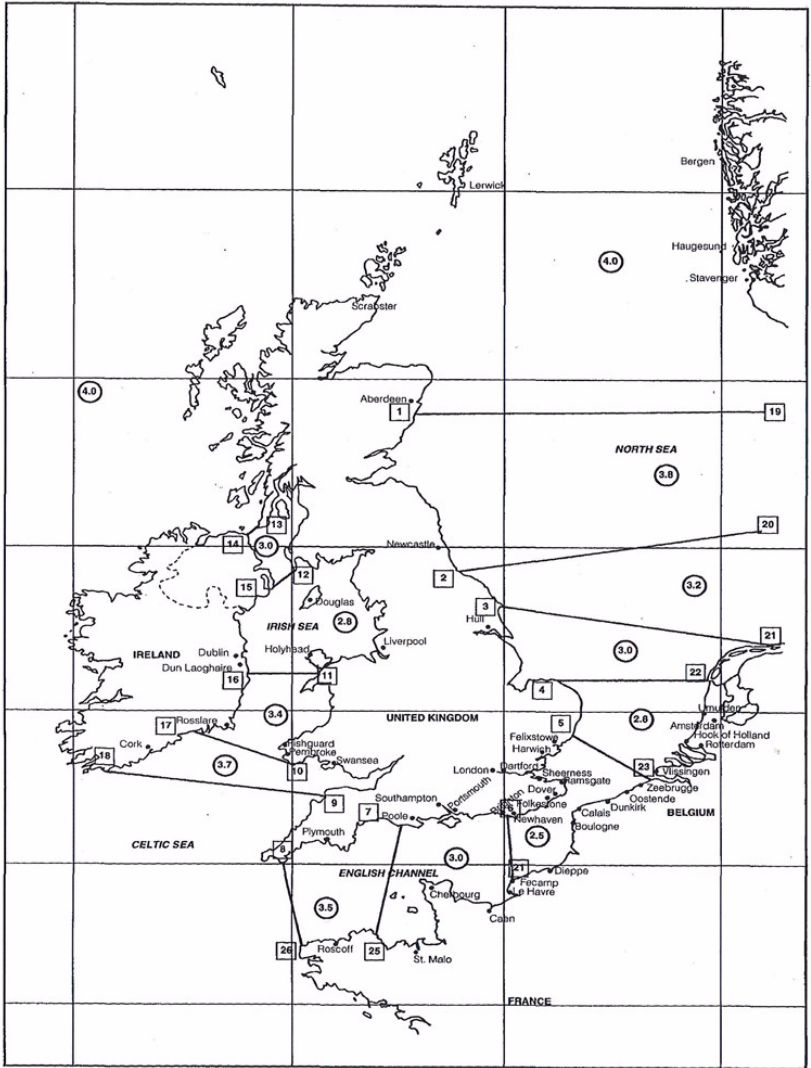 Bergen
Lerwick
Haugesund
4.0
Stavenger
Scrabster
4.0
Aberdeen
1
19
NORTH SEA
3.8
13
20
14
3.0
Newcastle
12
2
15
3.2
Douglas
3
2.8
Hull
IRISH SEA
21
3.0
IRELAND
Dublin
Holyhead
Liverpool
Dun Laoghaire
11
22
16
4
IJmuiden
3.4
UNITED KINGDOM
5
2.6
17
Rosslare
Amsterdam
Hook of Holland
Felixstowe
Rotterdam
Cork
Fishguard
Harwich
Pembroke
18
3.7
10
Swansea
London
Dartford
23
Vlissingen
Sheerness
Ramsgate
Zeebrugge
9
Southampton
Portsmouth
Dover
Oostende
7
Poole
Brighton
Folkestone
Dunkirk
Calais
BELGIUM
Newhaven
Boulogne
Plymouth
2.5
CELTIC SEA
8
3.0
ENGLISH CHANNEL
21
Dieppe
Fecamp
Cherbourg
Le Havre
3.5
Caen
26
Roscoff
25
St. Malo
FRANCE